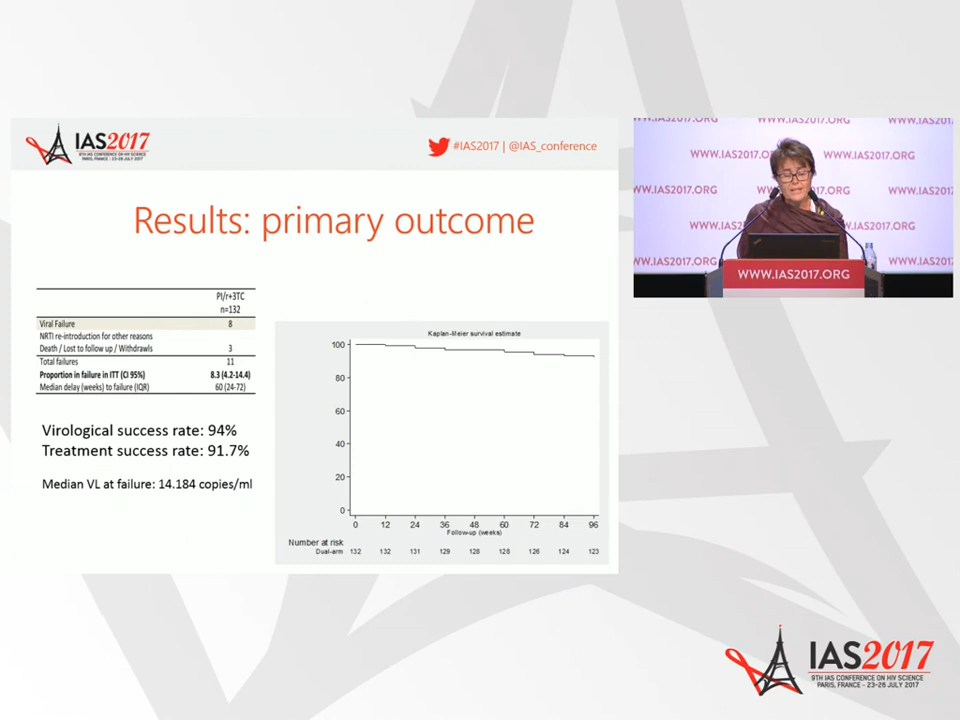 IAS2017
9TH IAS CONFERENCE ON HIV SCIENCE
PARIS, FRANCE · 23-26 JULY 2017
#IAS2017 | @IAS_conference
Results: primary outcome
PI/r+3TC
n=132
Viral Failure 8
NRTI re-introduction for other reasons
Death / Lost to follow up / Withdrawls 3
Total failures 11
Proportion in failure in ITT (CI 95%) 8.3 (4.2-14.4)
Median delay (weeks) to failure (IQR) 60 (24-72)
Virological success rate: 94%
Treatment success rate: 91.7%
Median VL at failure: 14.184 copies/ml
Kaplan-Meier survival estimate
100
80
60
40
20
0
0 12 24 36 48 60 72 84 96
Follow-up (weeks)
Number at risk
Dual-arm 132 132 131 129 128 128 126 124 123
WWW.IAS2017.ORG
WWW.IAS2017.ORG
WWW.IAS2017.ORG
IAS2017
9TH IAS CONFERENCE ON HIV SCIENCE
PARIS, FRANCE - 23-26 JULY 2017